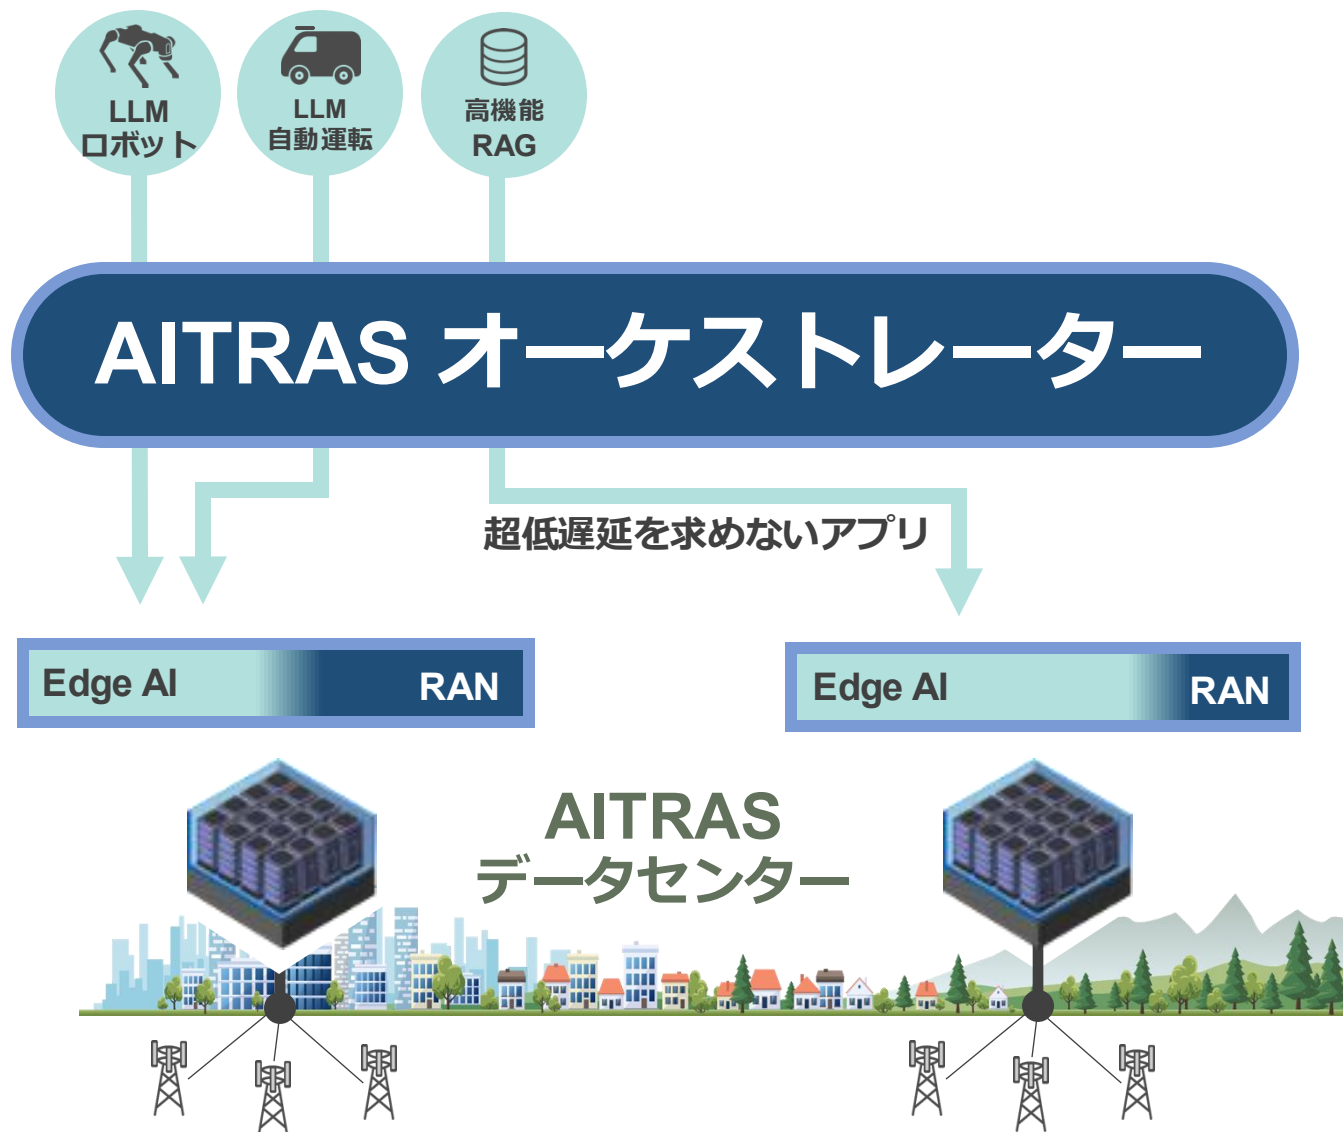 LLM
ロボット
LLM
自動運転
高機能
RAG
AITRAS オーケストレーター
超低遅延を求めないアプリ
Edge AI
RAN
Edge AI
RAN
AITRAS
データセンター